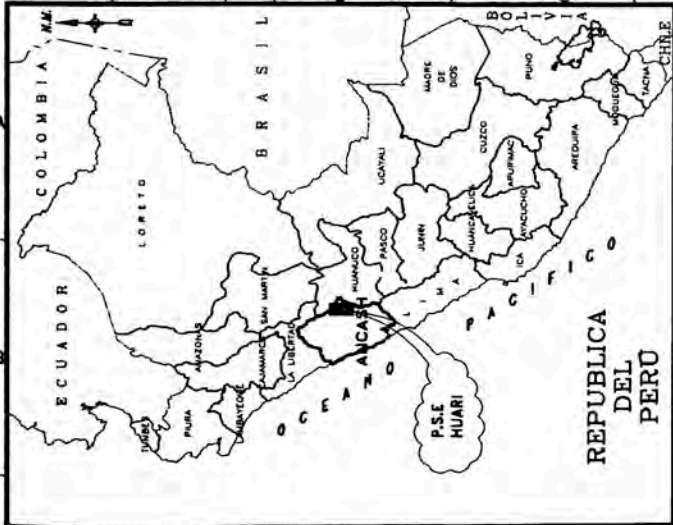 N.M.
COLOMBIA
ECUADOR
BRASIL
BOLIVIA
CHILE
LORETO
TUMBES
PIURA
AMAZONAS
LAMBAYEQUE
CAJAMARCA
SAN MARTIN
LA LIBERTAD
ANCASH
HUANUCO
UCAYALI
PASCO
JUNIN
LIMA
MADRE
DE
DIOS
CUZCO
HUANCAVELICA
APURIMAC
AYACUCHO
ICA
PUNO
AREQUIPA
MOQUEGUA
TACNA
OCEANO PACIFICO
P.S.E
HUARI
REPUBLICA
DEL
PERÚ